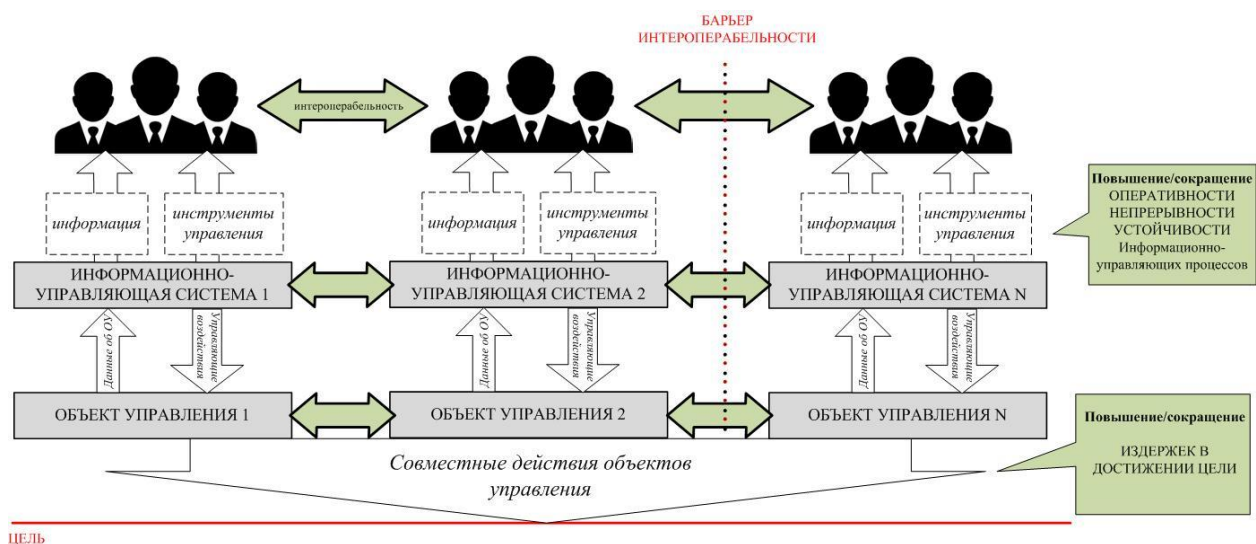 БАРЬЕР
ИНТЕРОПЕРАБЕЛЬНОСТИ
интероперабельность
информация
инструменты
управления
информация
инструменты
управления
информация
инструменты
управления
Повышение/сокращение
ОПЕРАТИВНОСТИ
НЕПРЕРЫВНОСТИ
УСТОЙЧИВОСТИ
Информационно-
управляющих процессов
ИНФОРМАЦИОННО-
УПРАВЛЯЮЩАЯ СИСТЕМА 1
ИНФОРМАЦИОННО-
УПРАВЛЯЮЩАЯ СИСТЕМА 2
ИНФОРМАЦИОННО-
УПРАВЛЯЮЩАЯ СИСТЕМА N
Данные об ОУ
Управляющие
воздействия
Данные об ОУ
Управляющие
воздействия
Данные об ОУ
Управляющие
воздействия
ОБЪЕКТ УПРАВЛЕНИЯ 1
ОБЪЕКТ УПРАВЛЕНИЯ 2
ОБЪЕКТ УПРАВЛЕНИЯ N
Повышение/сокращение
ИЗДЕРЖЕК В
ДОСТИЖЕНИИ ЦЕЛИ
Совместные действия объектов
управления
ЦЕЛЬ